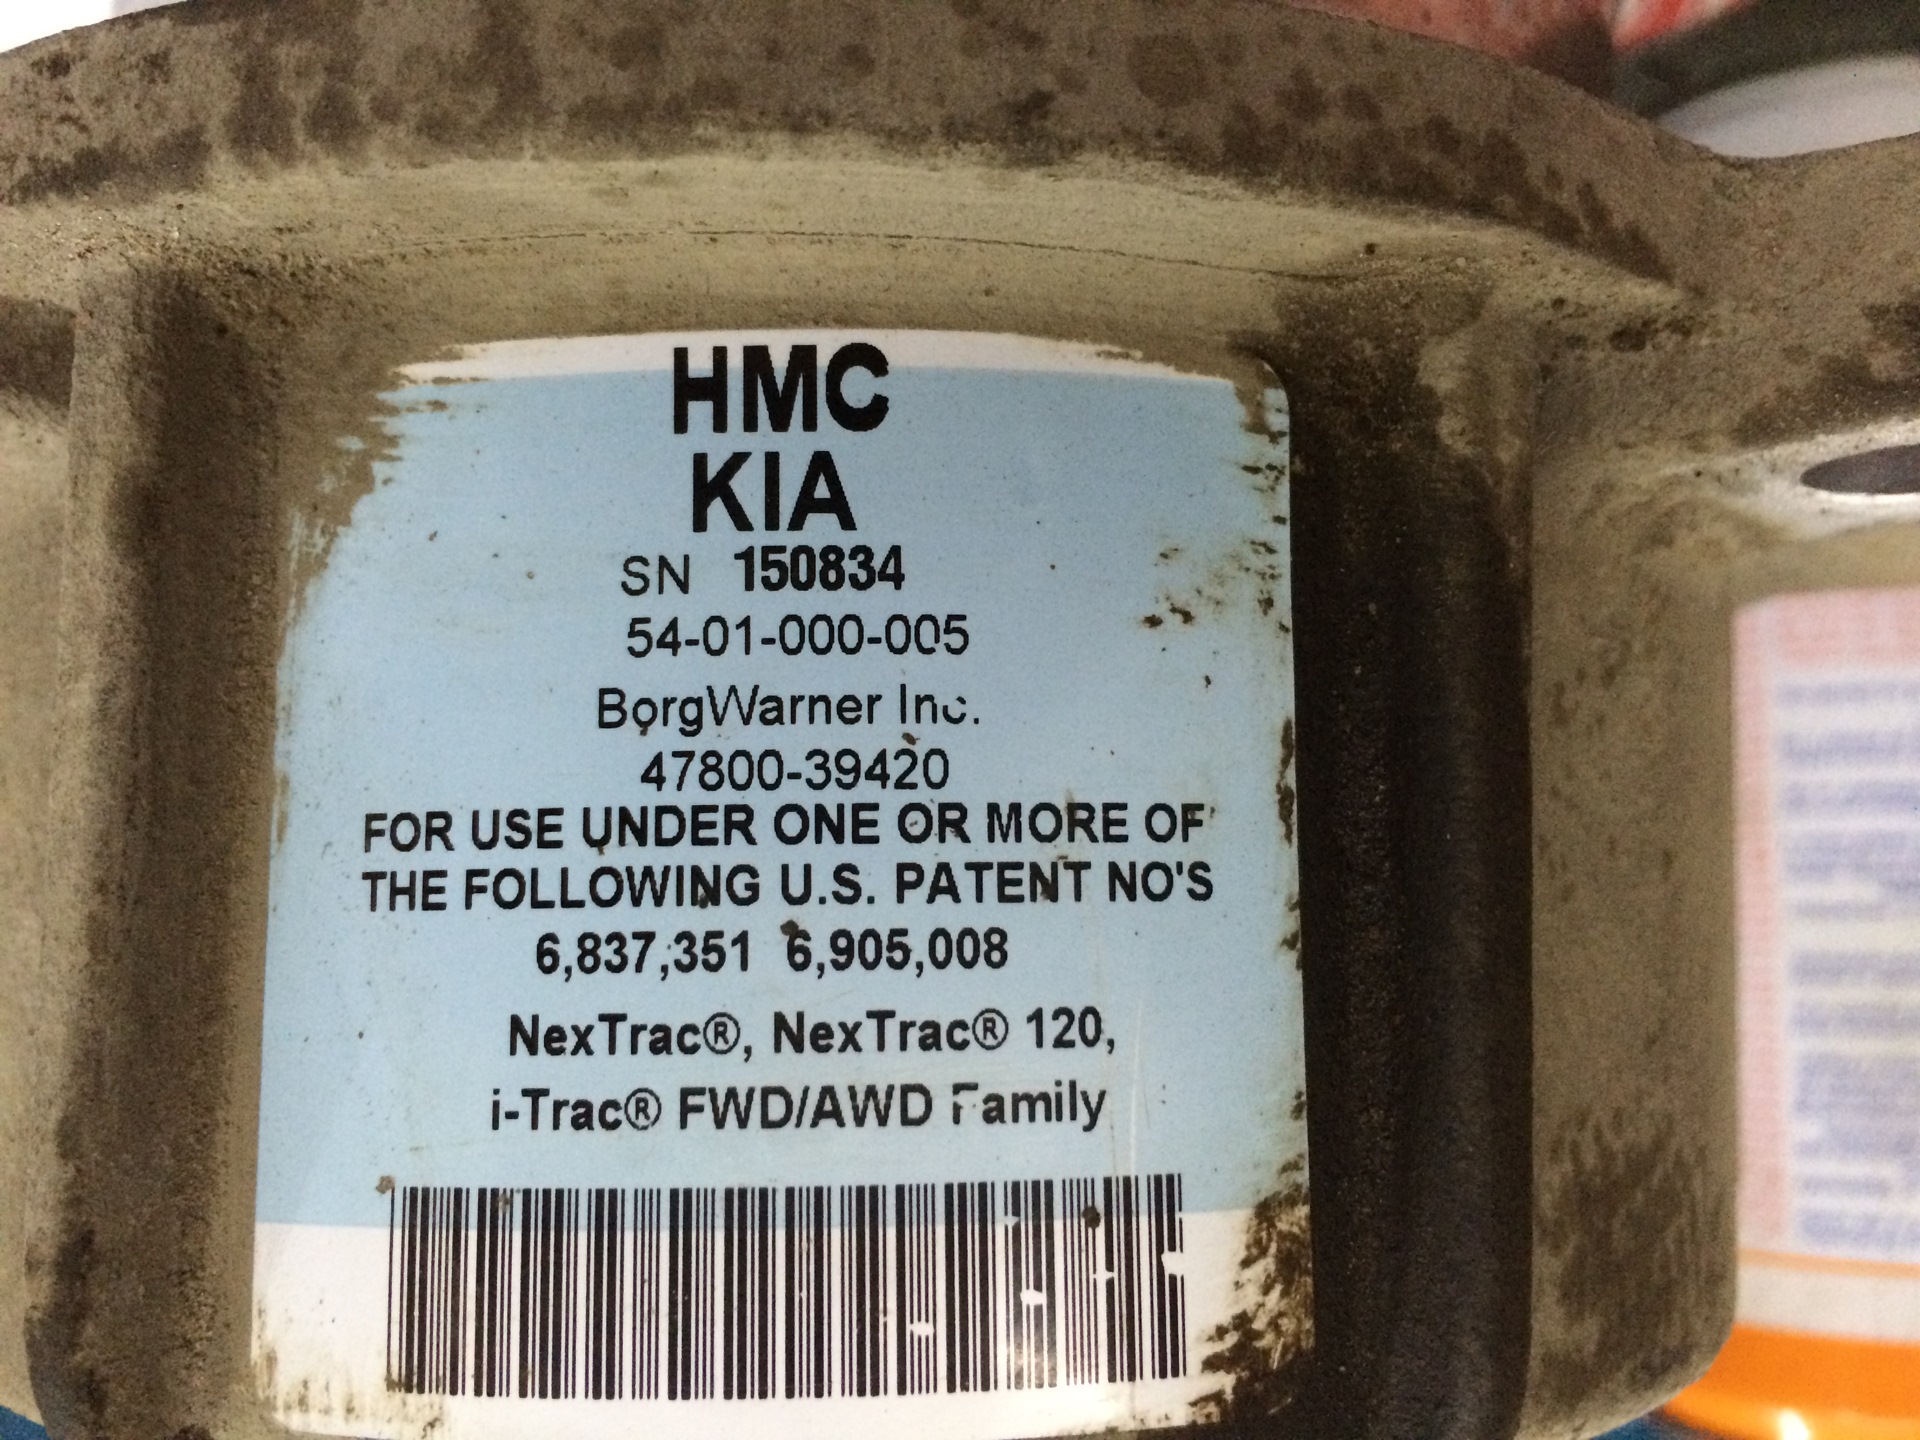 HMC
KIA
SN 150834
54-01-000-005
BorgWarner Inc.
47800-39420
FOR USE UNDER ONE OR MORE OF
THE FOLLOWING U.S. PATENT NO'S
6,837,351 6,905,008
NexTrac®, NexTrac® 120,
i-Trac® FWD/AWD Family